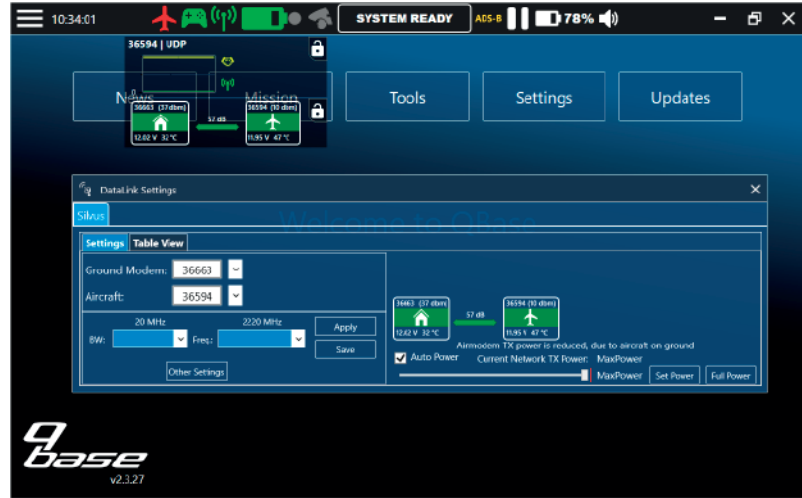 10:34:01
SYSTEM READY
ADS-B
78%
36594 | UDP
News
Mission
Tools
Settings
Updates
36663 (37 dbm)
57 dB
36594 (10 dbm)
12.02 V 32 °C
11.95 V 47 °C
DataLink Settings
Silvus
Welcome to QBase
Settings
Table View
Ground Modem:
36663
Aircraft:
36594
20 MHz
2220 MHz
BW:
Freq.:
Apply
Save
Other Settings
36663 (37 dbm)
57 dB
36594 (10 dbm)
12.02 V 32 °C
11.95 V 47 °C
Airmodem TX power is reduced, due to aircraft on ground
Auto Power
Current Network TX Power: MaxPower
MaxPower
Set Power
Full Power
qbase
v2.3.27